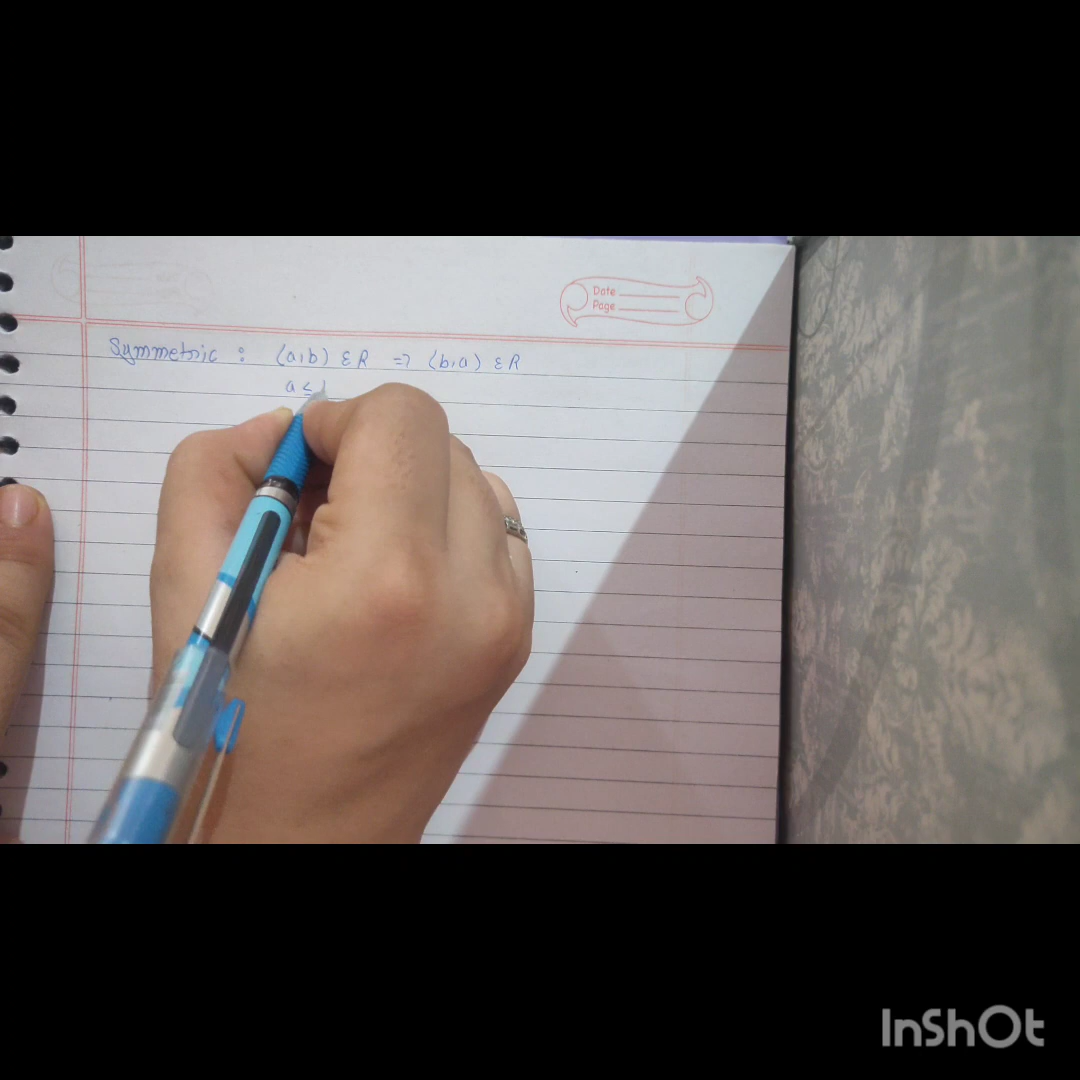 Date
Page
Symmetric : (a,b) ∈ R => (b,a) ∈ R
a ≤
InShOt